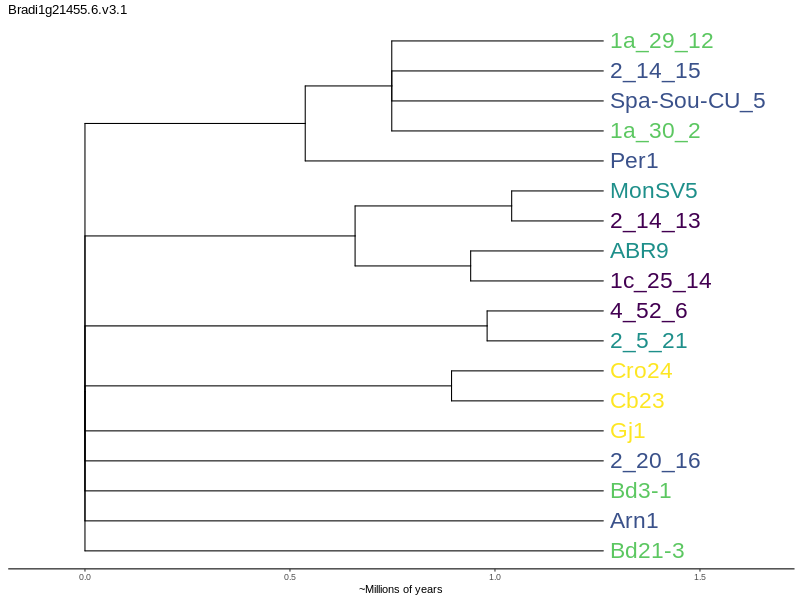 Bradi1g21455.6.v3.1
1a_29_12
2_14_15
Spa-Sou-CU_5
1a_30_2
Per1
MonSV5
2_14_13
ABR9
1c_25_14
4_52_6
2_5_21
Cro24
Cb23
Gj1
2_20_16
Bd3-1
Arn1
Bd21-3
0.0 0.5 1.0 1.5
~Millions of years